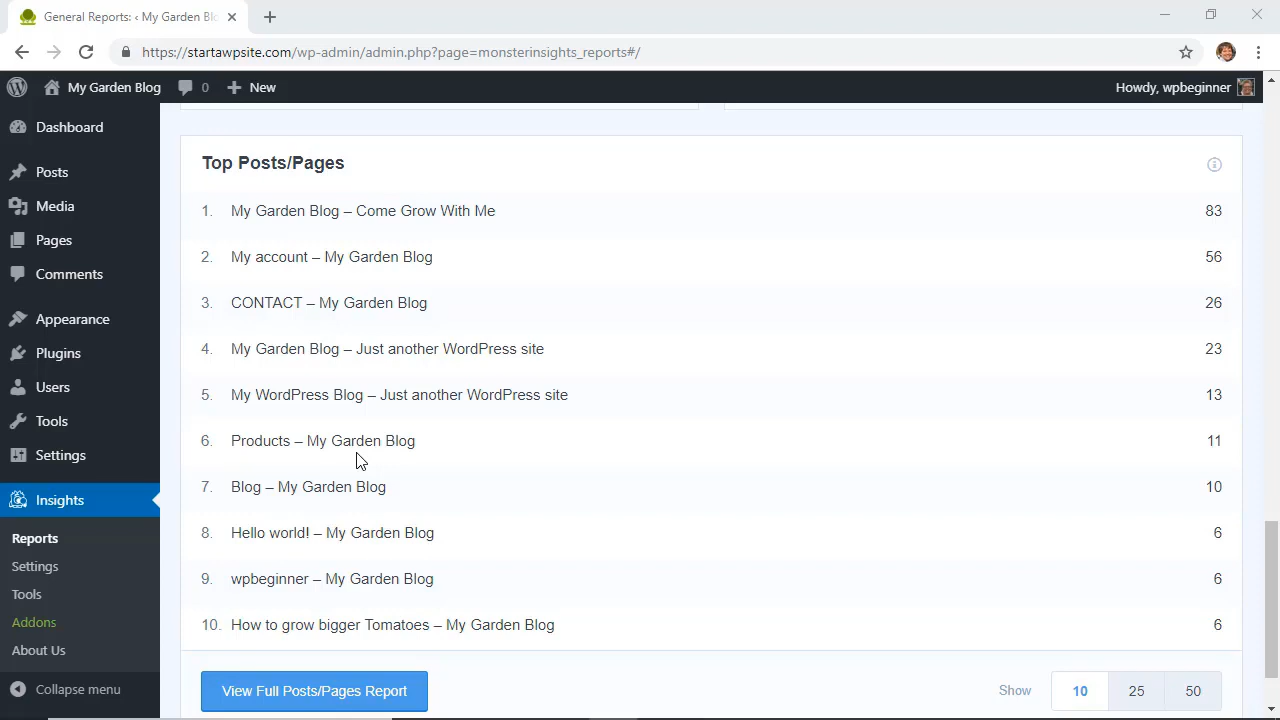 General Reports: ‹ My Garden Blo
https://startawpsite.com/wp-admin/admin.php?page=monsterinsights_reports#/
My Garden Blog 0 New Howdy, wpbeginner
Dashboard
Posts
Media
Pages
Comments
Appearance
Plugins
Users
Tools
Settings
Insights
Reports
Settings
Tools
Addons
About Us
Collapse menu
Top Posts/Pages
1. My Garden Blog – Come Grow With Me 83
2. My account – My Garden Blog 56
3. CONTACT – My Garden Blog 26
4. My Garden Blog – Just another WordPress site 23
5. My WordPress Blog – Just another WordPress site 13
6. Products – My Garden Blog 11
7. Blog – My Garden Blog 10
8. Hello world! – My Garden Blog 6
9. wpbeginner – My Garden Blog 6
10. How to grow bigger Tomatoes – My Garden Blog 6
View Full Posts/Pages Report Show 10 25 50